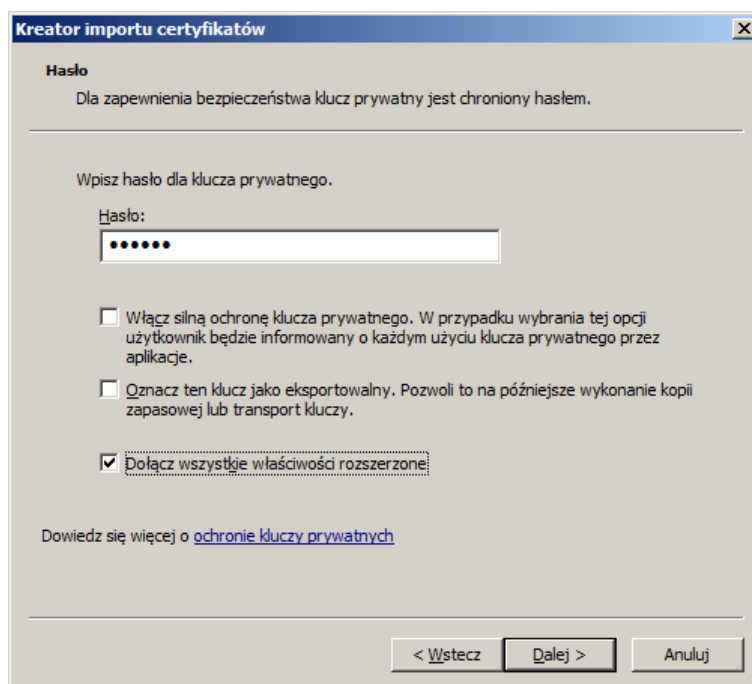 Kreator importu certyfikatów
Hasło
Dla zapewnienia bezpieczeństwa klucz prywatny jest chroniony hasłem.
Wpisz hasło dla klucza prywatnego.
Hasło:
••••••
Włącz silną ochronę klucza prywatnego. W przypadku wybrania tej opcji
użytkownik będzie informowany o każdym użyciu klucza prywatnego przez
aplikacje.
Oznacz ten klucz jako eksportowalny. Pozwoli to na późniejsze wykonanie kopii
zapasowej lub transport kluczy.
Dołącz wszystkie właściwości rozszerzone
Dowiedz się więcej o ochronie kluczy prywatnych
< Wstecz Dalej > Anuluj